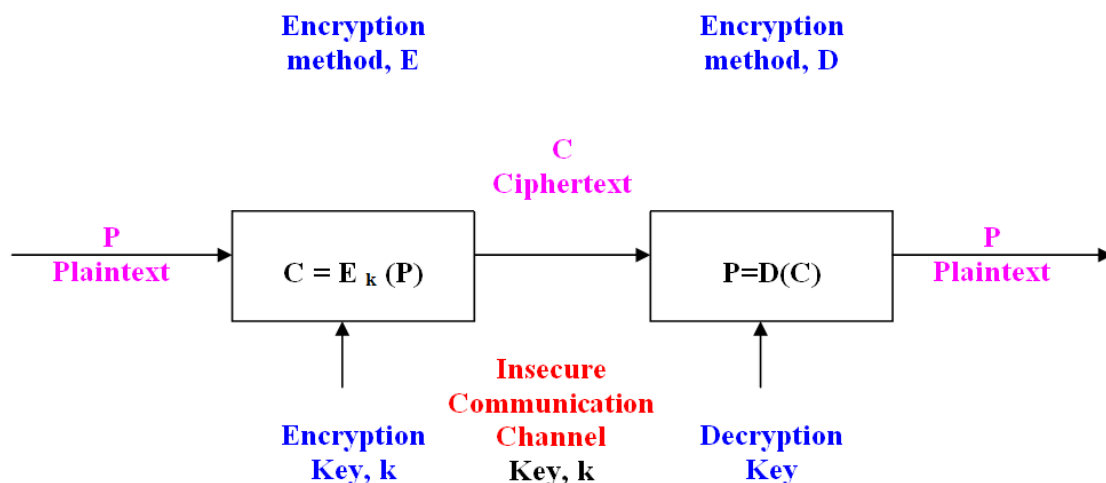 Encryption
method, E
Encryption
method, D
C
Ciphertext
P
Plaintext
C = E k (P)
P=D(C)
P
Plaintext
Encryption
Key, k
Insecure
Communication
Channel
Key, k
Decryption
Key